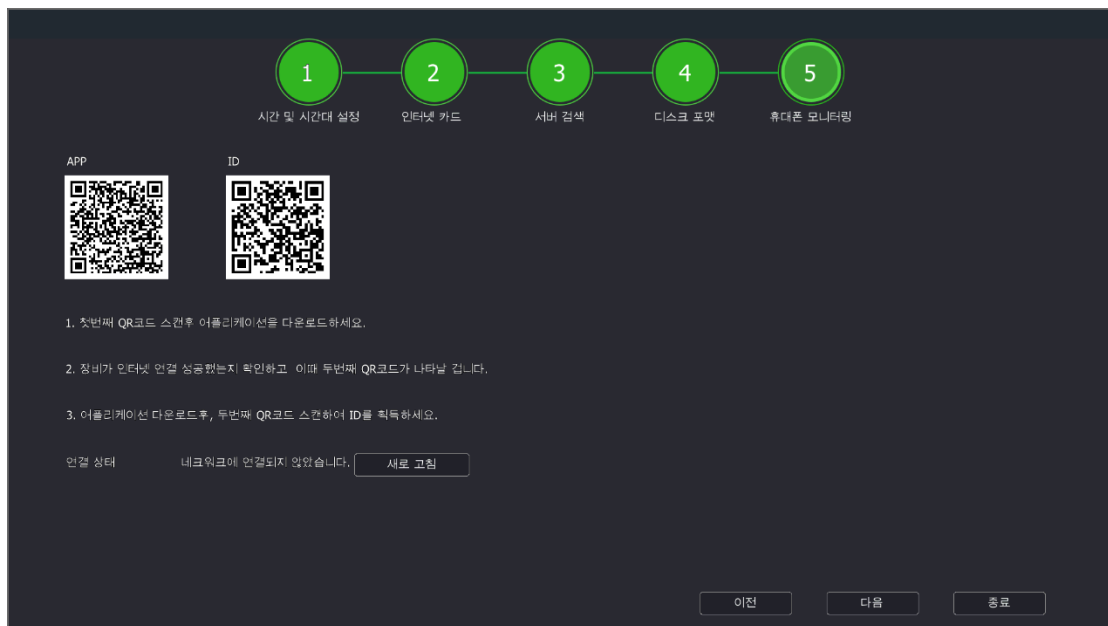 1 2 3 4 5
시간 및 시간대 설정 인터넷 카드 서버 검색 디스크 포맷 휴대폰 모니터링
APP ID
1. 첫번째 QR코드 스캔후 어플리케이션을 다운로드하세요.
2. 장비가 인터넷 연결 성공했는지 확인하고 이때 두번째 QR코드가 나타날 겁니다.
3. 어플리케이션 다운로드후, 두번째 QR코드 스캔하여 ID를 획득하세요.
연결 상태 네크워크에 연결되지 않았습니다. 새로 고침
이전 다음 종료